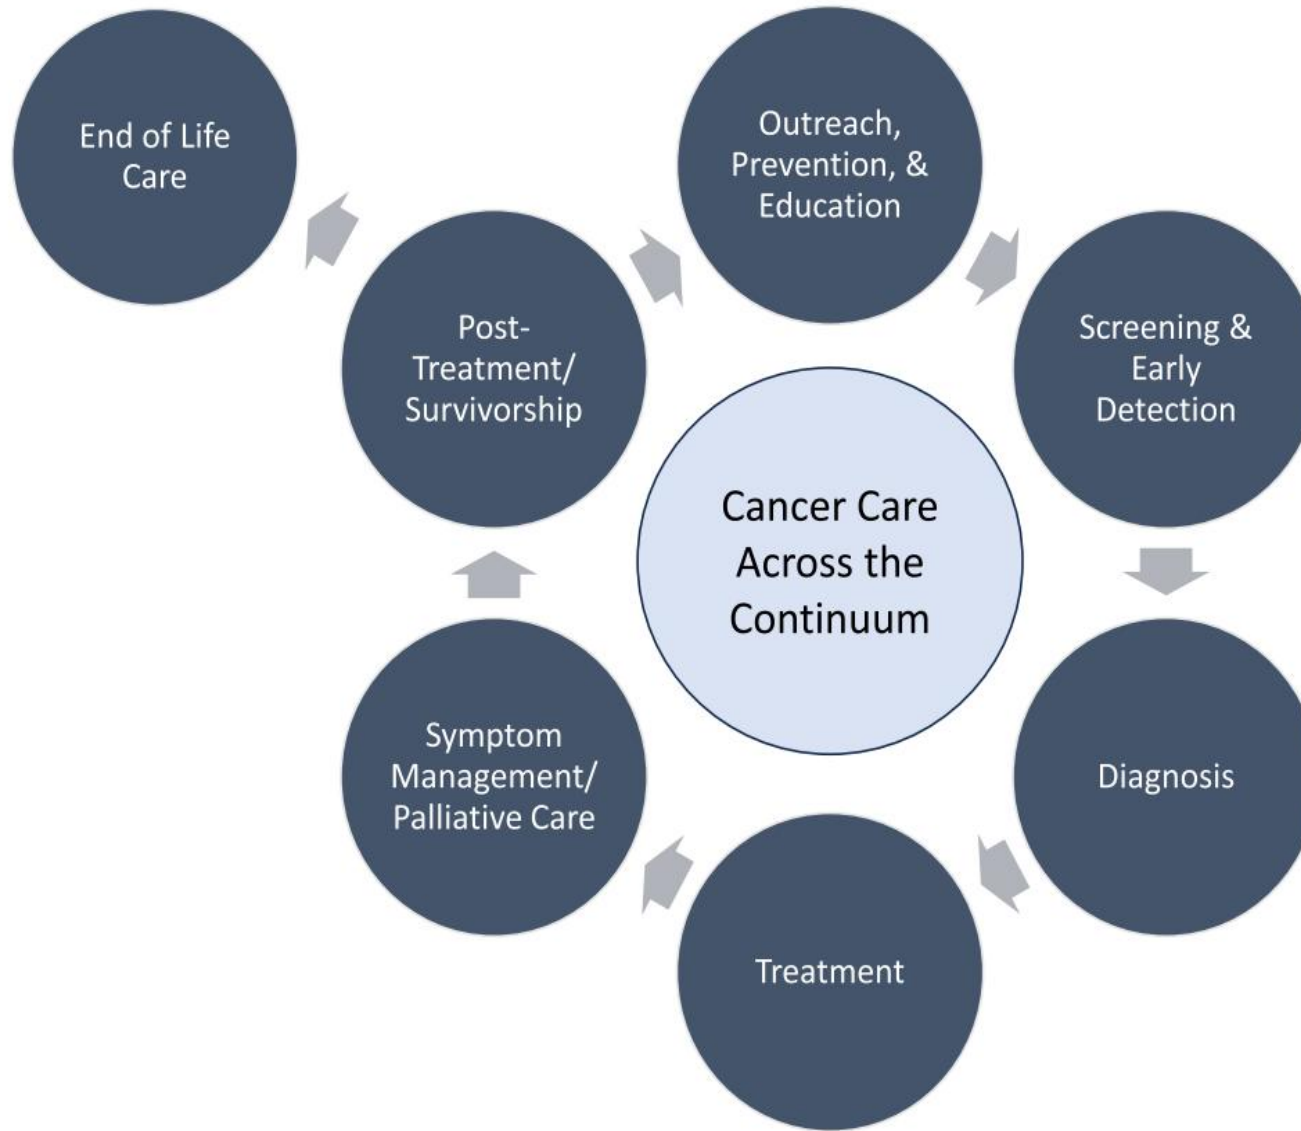 End of Life
Care
Outreach,
Prevention, &
Education
Screening &
Early
Detection
Diagnosis
Treatment
Symptom
Management/
Palliative Care
Post-
Treatment/
Survivorship
Cancer Care
Across the
Continuum